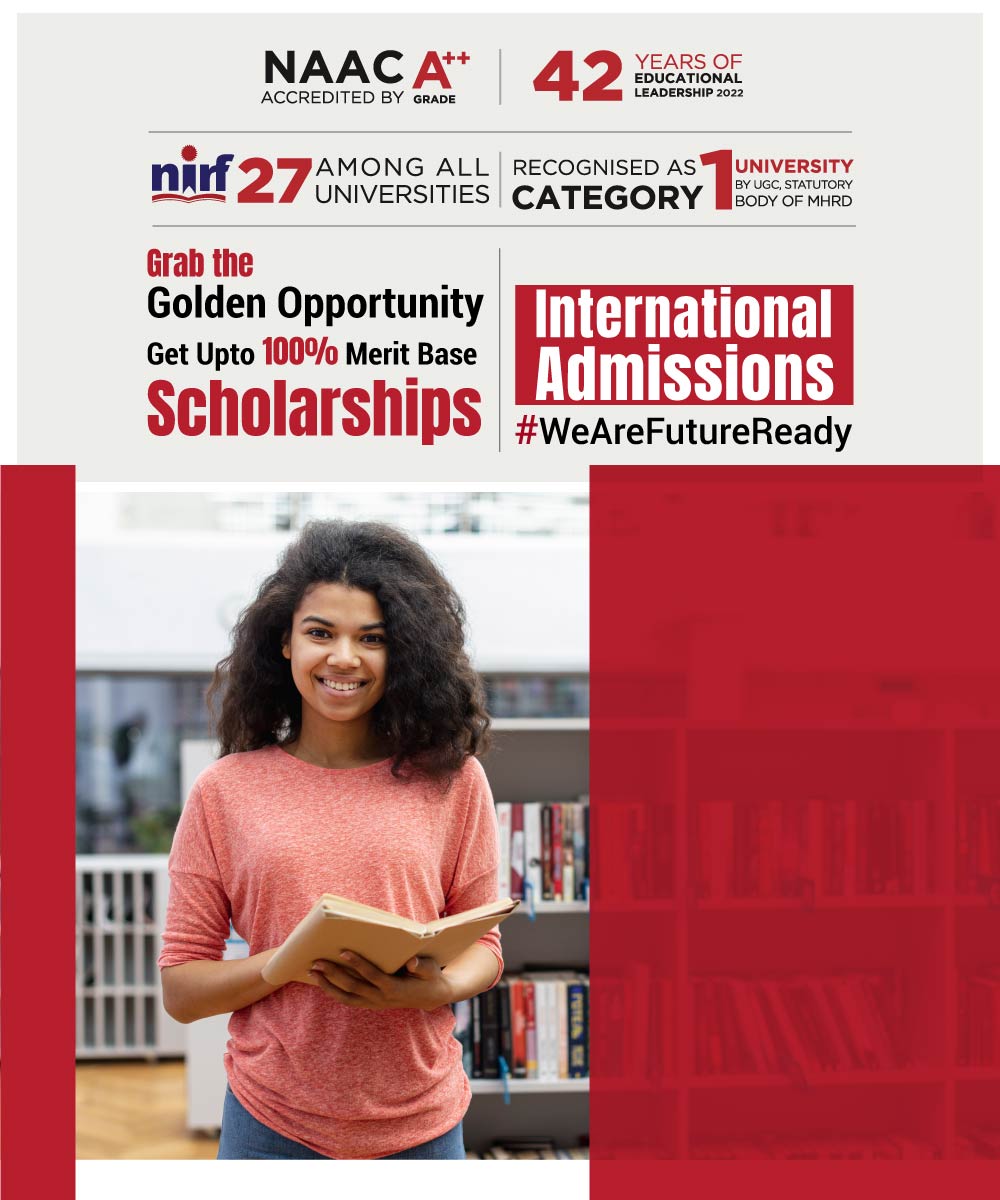 NAAC A++
ACCREDITED BY GRADE
42 YEARS OF
EDUCATIONAL
LEADERSHIP 2022
nirf 27 AMONG ALL
UNIVERSITIES
RECOGNISED AS
CATEGORY 1
UNIVERSITY
BY UGC, STATUTORY
BODY OF MHRD
Grab the
Golden Opportunity
Get Upto 100% Merit Base
Scholarships
International
Admissions
#WeAreFutureReady